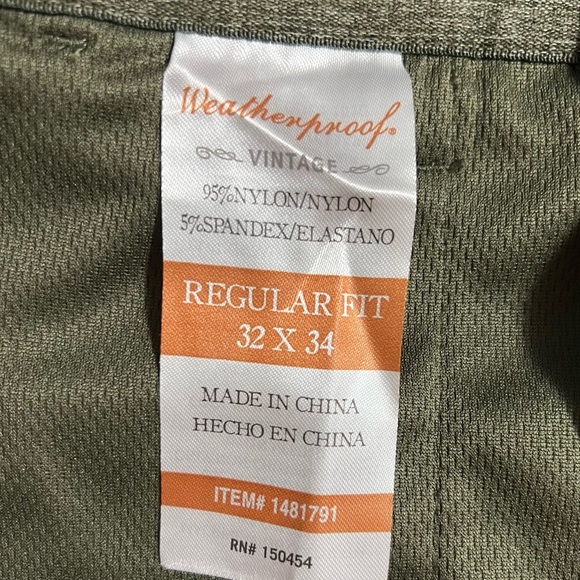 Weatherproof®
VINTAGE
95%NYLON/NYLON
5%SPANDEX/ELASTANO
REGULAR FIT
32 X 34
MADE IN CHINA
HECHO EN CHINA
ITEM# 1481791
RN# 150454